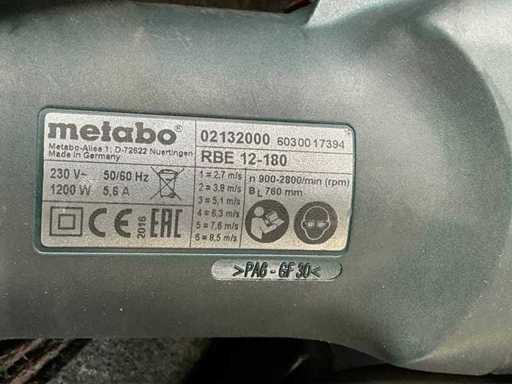 metabo
Metabo-Allee 1; D-72622 Nuertingen
Made in Germany
02132000 6030017394
RBE 12-180
230 V~ 50/60 Hz
1200 W 5,6 A
1 = 2,7 m/s
2 = 3,8 m/s
3 = 5,1 m/s
4 = 6,3 m/s
5 = 7,6 m/s
6 = 8,5 m/s
n 900-2800/min (rpm)
B L 760 mm
CE 2016 EAC
>PA6-GF30<